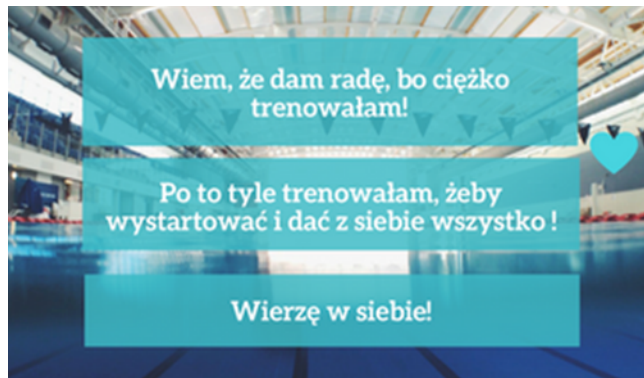 Wiem, że dam radę, bo ciężko
trenowałam!
Po to tyle trenowałam, żeby
wystartować i dać z siebie wszystko !
Wierzę w siebie!